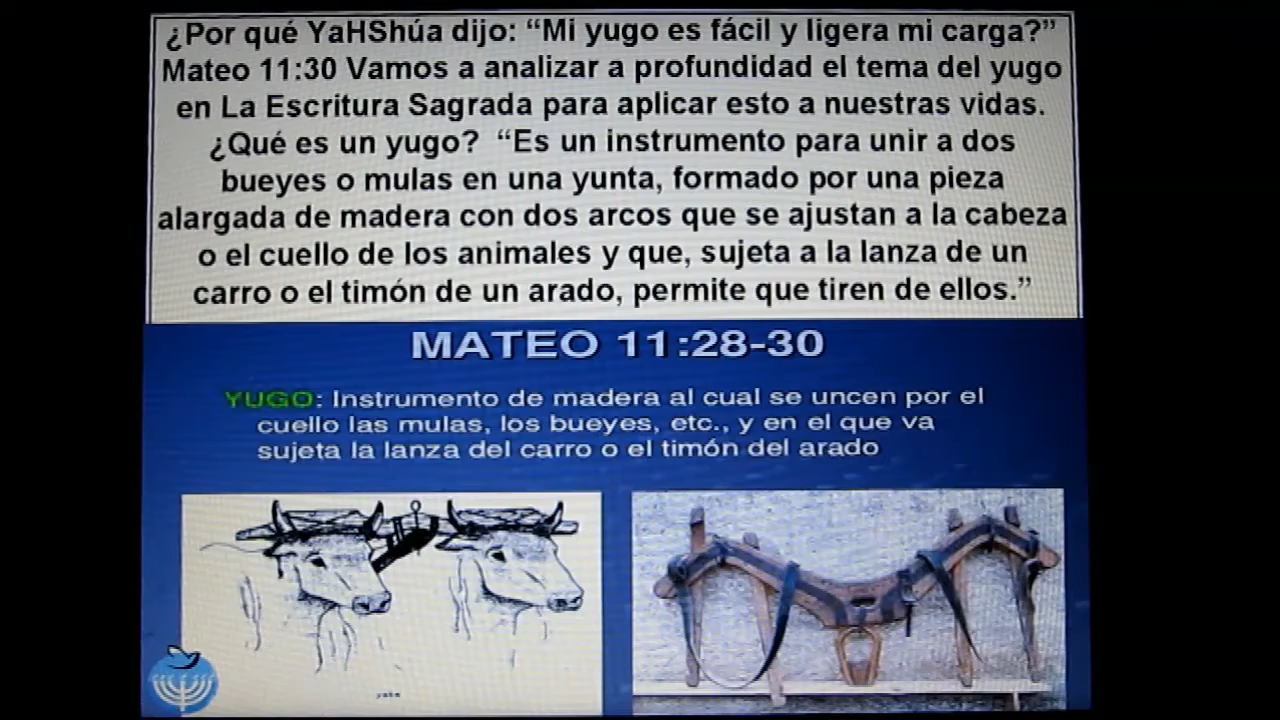 ¿Por qué YaHShúa dijo: “Mi yugo es fácil y ligera mi carga?”
Mateo 11:30 Vamos a analizar a profundidad el tema del yugo
en La Escritura Sagrada para aplicar esto a nuestras vidas.
¿Qué es un yugo? “Es un instrumento para unir a dos
bueyes o mulas en una yunta, formado por una pieza
alargada de madera con dos arcos que se ajustan a la cabeza
o el cuello de los animales y que, sujeta a la lanza de un
carro o el timón de un arado, permite que tiren de ellos.”
MATEO 11:28-30
YUGO: Instrumento de madera al cual se uncen por el
cuello las mulas, los bueyes, etc., y en el que va
sujeta la lanza del carro o el timón del arado